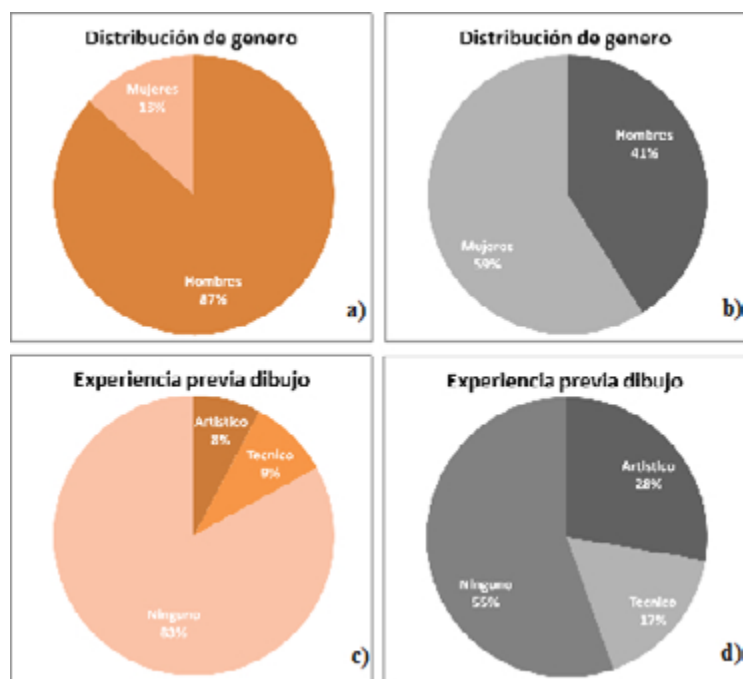 Distribución de genero
Mujeres
13%
Hombres
87%
a)
Distribución de genero
Hombres
41%
Mujeres
59%
b)
Experiencia previa dibujo
Artístico
8%
Tecnico
9%
Ninguno
83%
c)
Experiencia previa dibujo
Artístico
28%
Ninguno
55%
Tecnico
17%
d)